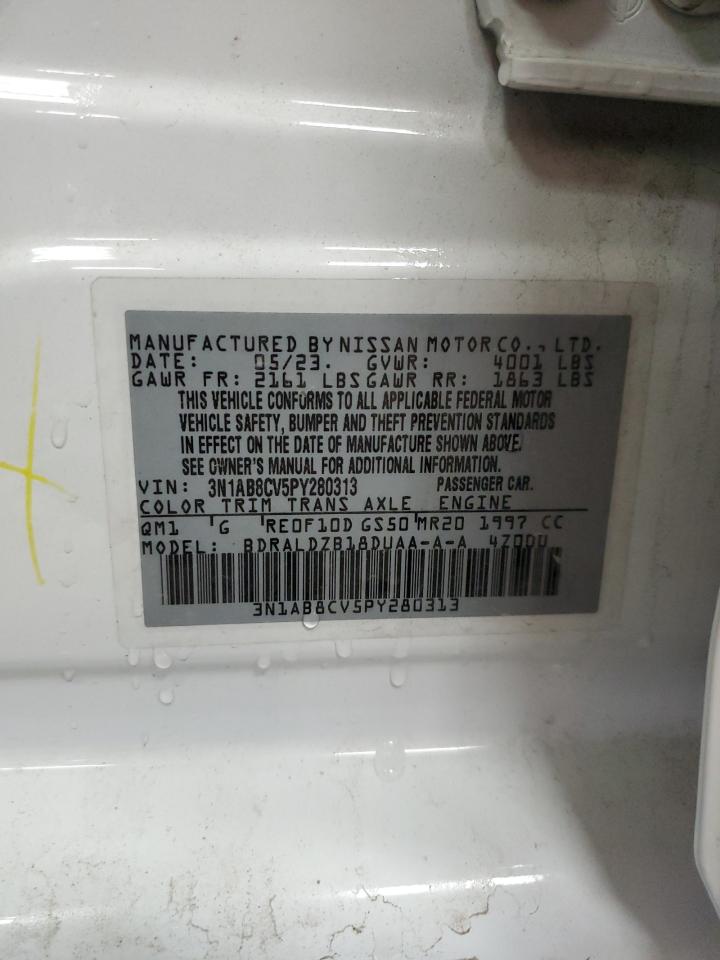 MANUFACTURED BY NISSAN MOTOR CO., LTD.
DATE: 05/23. GVWR: 4001 LBS
GAWR FR: 2161 LBS GAWR RR: 1863 LBS
THIS VEHICLE CONFORMS TO ALL APPLICABLE FEDERAL MOTOR
VEHICLE SAFETY, BUMPER AND THEFT PREVENTION STANDARDS
IN EFFECT ON THE DATE OF MANUFACTURE SHOWN ABOVE.
SEE OWNER'S MANUAL FOR ADDITIONAL INFORMATION.
VIN: 3N1AB8CV5PY280313 PASSENGER CAR.
COLOR TRIM TRANS AXLE ENGINE
QM1 'G RE0F10D GS50'MR20 1997 CC
MODEL: BDRALDZB18DUAA-A-A 4Z00U
3N1AB8CV5PY280313